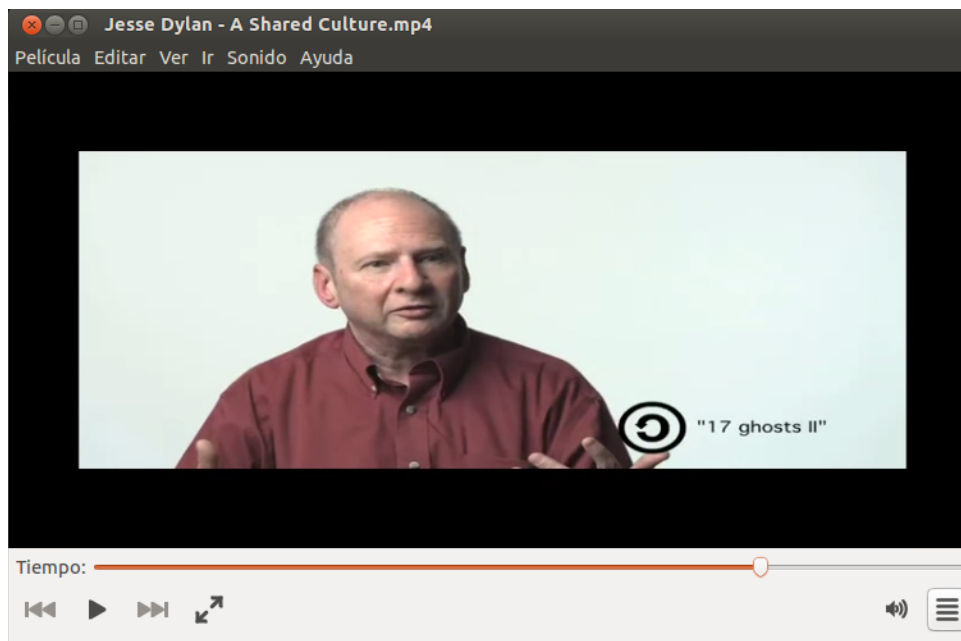 Jesse Dylan - A Shared Culture.mp4
Película Editar Ver Ir Sonido Ayuda
"17 ghosts II"
Tiempo: